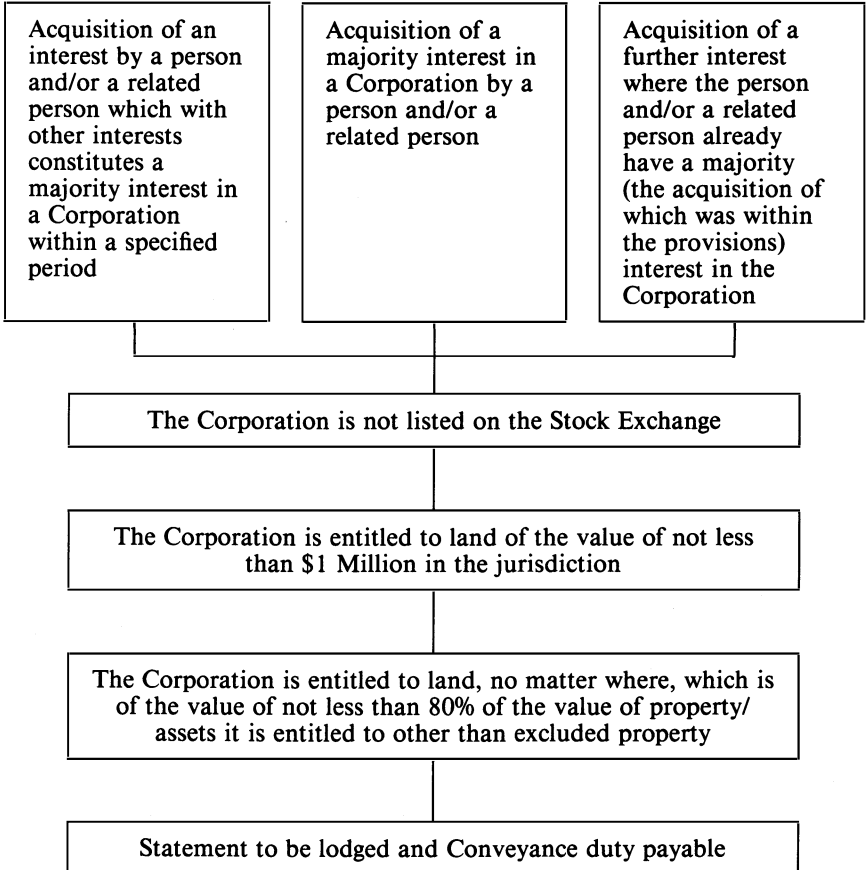 Acquisition of an
interest by a person
and/or a related
person which with
other interests
constitutes a
majority interest in
a Corporation
within a specified
period
Acquisition of a
majority interest in
a Corporation by a
person and/or a
related person
Acquisition of a
further interest
where the person
and/or a related
person already
have a majority
(the acquisition of
which was within
the provisions)
interest in the
Corporation
The Corporation is not listed on the Stock Exchange
The Corporation is entitled to land of the value of not less
than $1 Million in the jurisdiction
The Corporation is entitled to land, no matter where, which is
of the value of not less than 80% of the value of property/
assets it is entitled to other than excluded property
Statement to be lodged and Conveyance duty payable